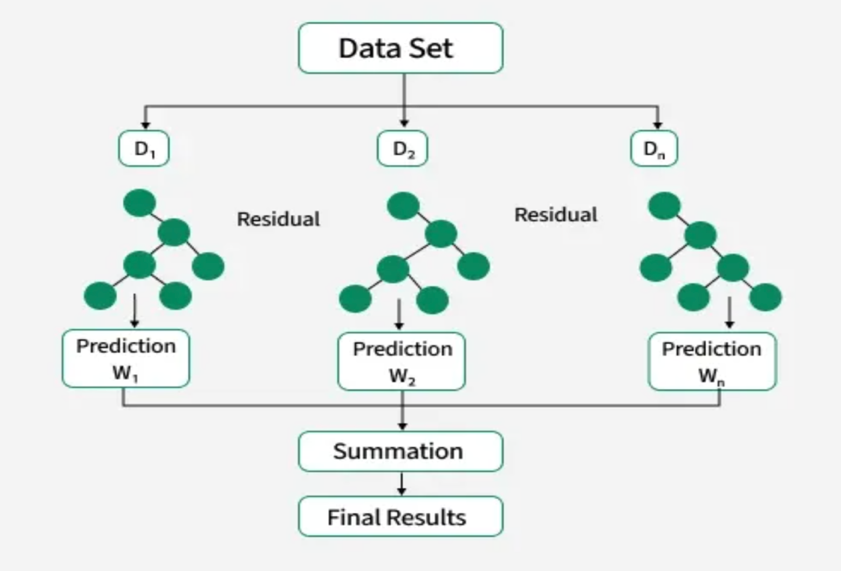 Data Set
D₁
D₂
Dₙ
Residual
Residual
Prediction
W₁
Prediction
W₂
Prediction
Wₙ
Summation
Final Results